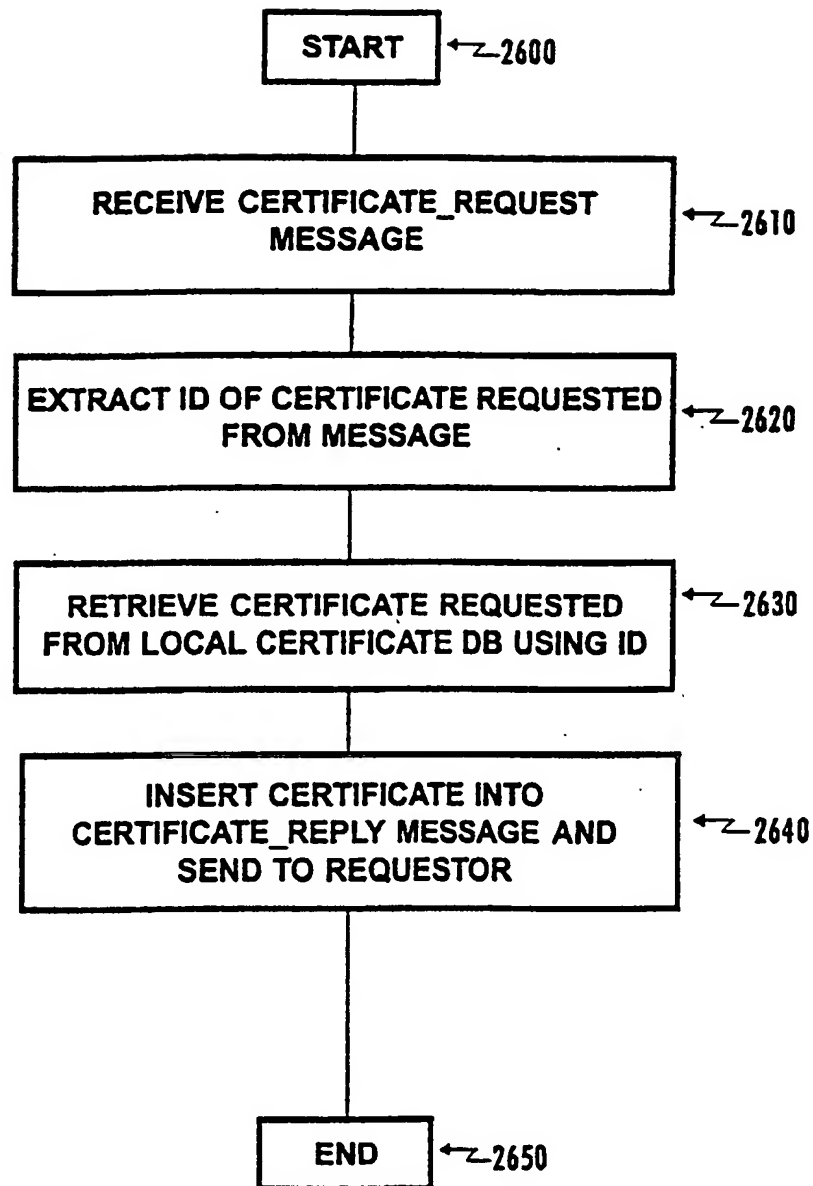 START
2600
RECEIVE CERTIFICATE_REQUEST
MESSAGE
2610
EXTRACT ID OF CERTIFICATE REQUESTED
FROM MESSAGE
2620
RETRIEVE CERTIFICATE REQUESTED
FROM LOCAL CERTIFICATE DB USING ID
2630
INSERT CERTIFICATE INTO
CERTIFICATE_REPLY MESSAGE AND
SEND TO REQUESTOR
2640
END
2650